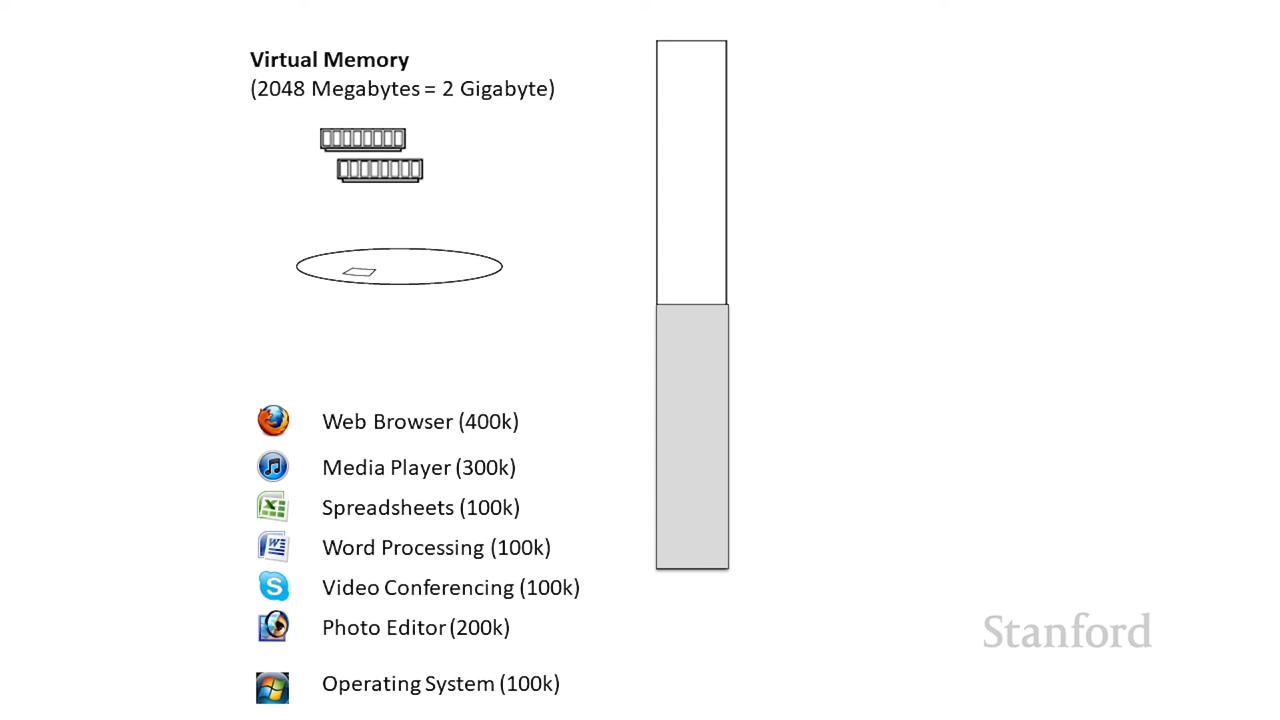 Virtual Memory
(2048 Megabytes = 2 Gigabyte)
Web Browser (400k)
Media Player (300k)
Spreadsheets (100k)
Word Processing (100k)
Video Conferencing (100k)
Photo Editor (200k)
Stanford
Operating System (100k)